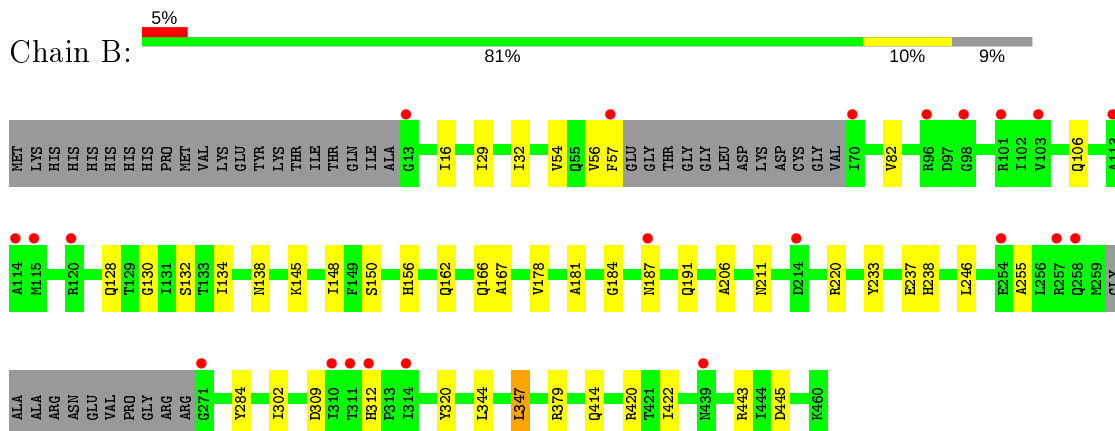 5%
Chain B:
81% 10% 9%
MET LYS HIS HIS HIS HIS HIS HIS PRO MET VAL LYS GLU TYR LYS THR ILE THR GLN ILE ALA G13 I16 I29 I32 V54 Q55 V56 F57 GLU GLY THR GLY GLY LEU ASP LYS ASP CYS GLY VAL I70 V82 R96 D97 G98 R101 I102 V103 Q106 A113
A114 M115 R120 Q128 T129 G130 I131 S132 T133 I134 N138 K145 I148 F149 S150 H156 Q162 Q166 A167 V178 A181 G184 N187 Q191 A206 N211 D214 R220 Y233 E237 H238 L246 E254 A255 L256 R257 Q258 M259 GLY
ALA ALA ARG ASN GLU VAL PRO GLY ARG ARG G271 Y284 I302 D309 I310 T311 H312 P313 I314 Y320 L344 L347 R379 Q414 R420 T421 I422 N439 R443 I444 D445 K460